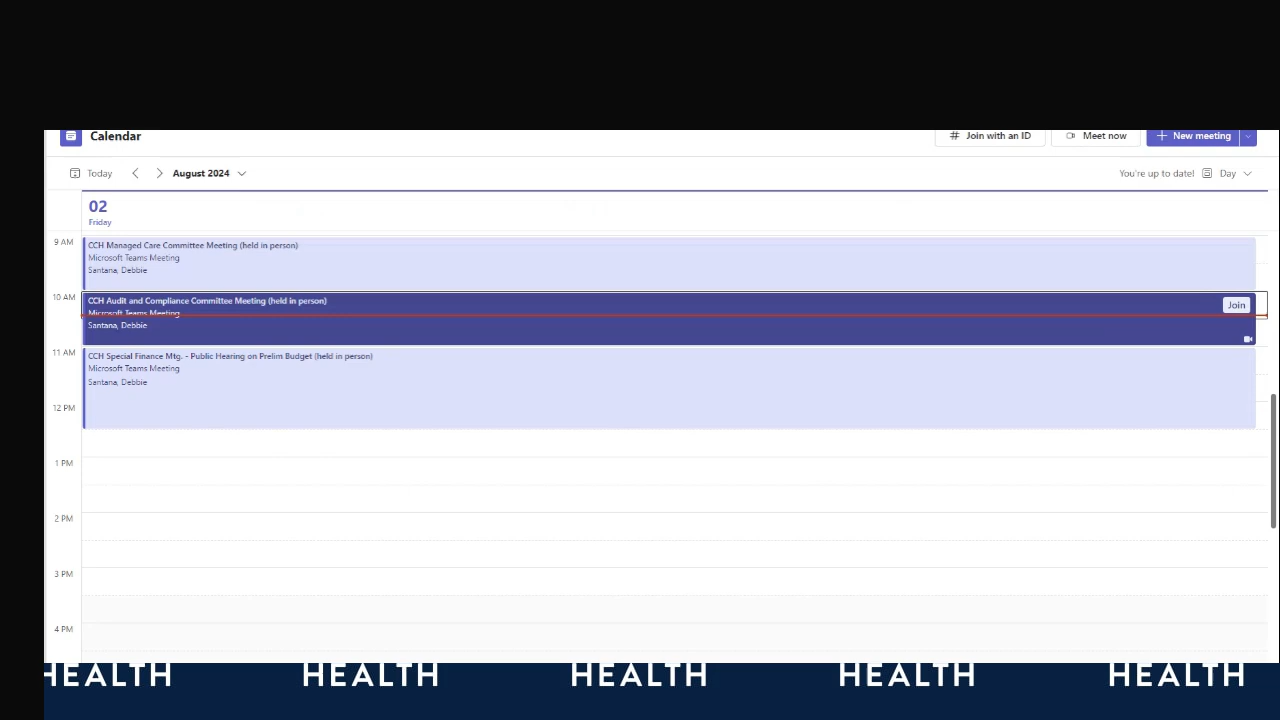 Calendar
Join with an ID
Meet now
New meeting
Today
August 2024
You're up to date!
Day
02
Friday
9 AM
CCH Managed Care Committee Meeting (held in person)
Microsoft Teams Meeting
Santana, Debbie
10 AM
CCH Audit and Compliance Committee Meeting (held in person)
Join
Microsoft Teams Meeting
Santana, Debbie
11 AM
CCH Special Finance Mtg. - Public Hearing on Prelim Budget (held in person)
Microsoft Teams Meeting
Santana, Debbie
12 PM
1 PM
2 PM
3 PM
4 PM
HEALTH HEALTH HEALTH HEALTH HEALTH